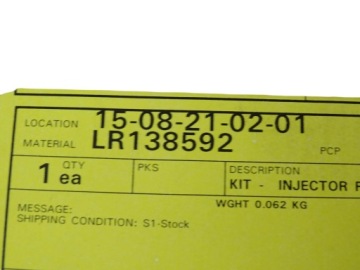 LOCATION 15-08-21-02-01
MATERIAL LR138592 PCP
QTY PKS DESCRIPTION
1 ea KIT - INJECTOR
WGHT 0.062 KG
MESSAGE:
SHIPPING CONDITION: S1-Stock